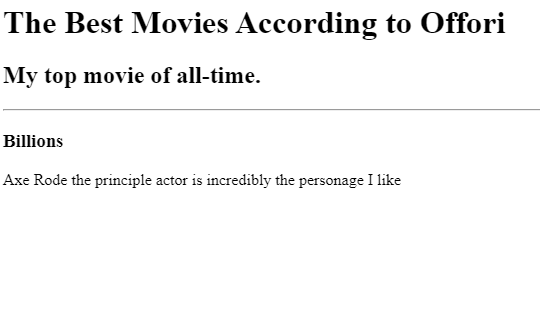 The Best Movies According to Offori
My top movie of all-time.
Billions
Axe Rode the principle actor is incredibly the personage I like